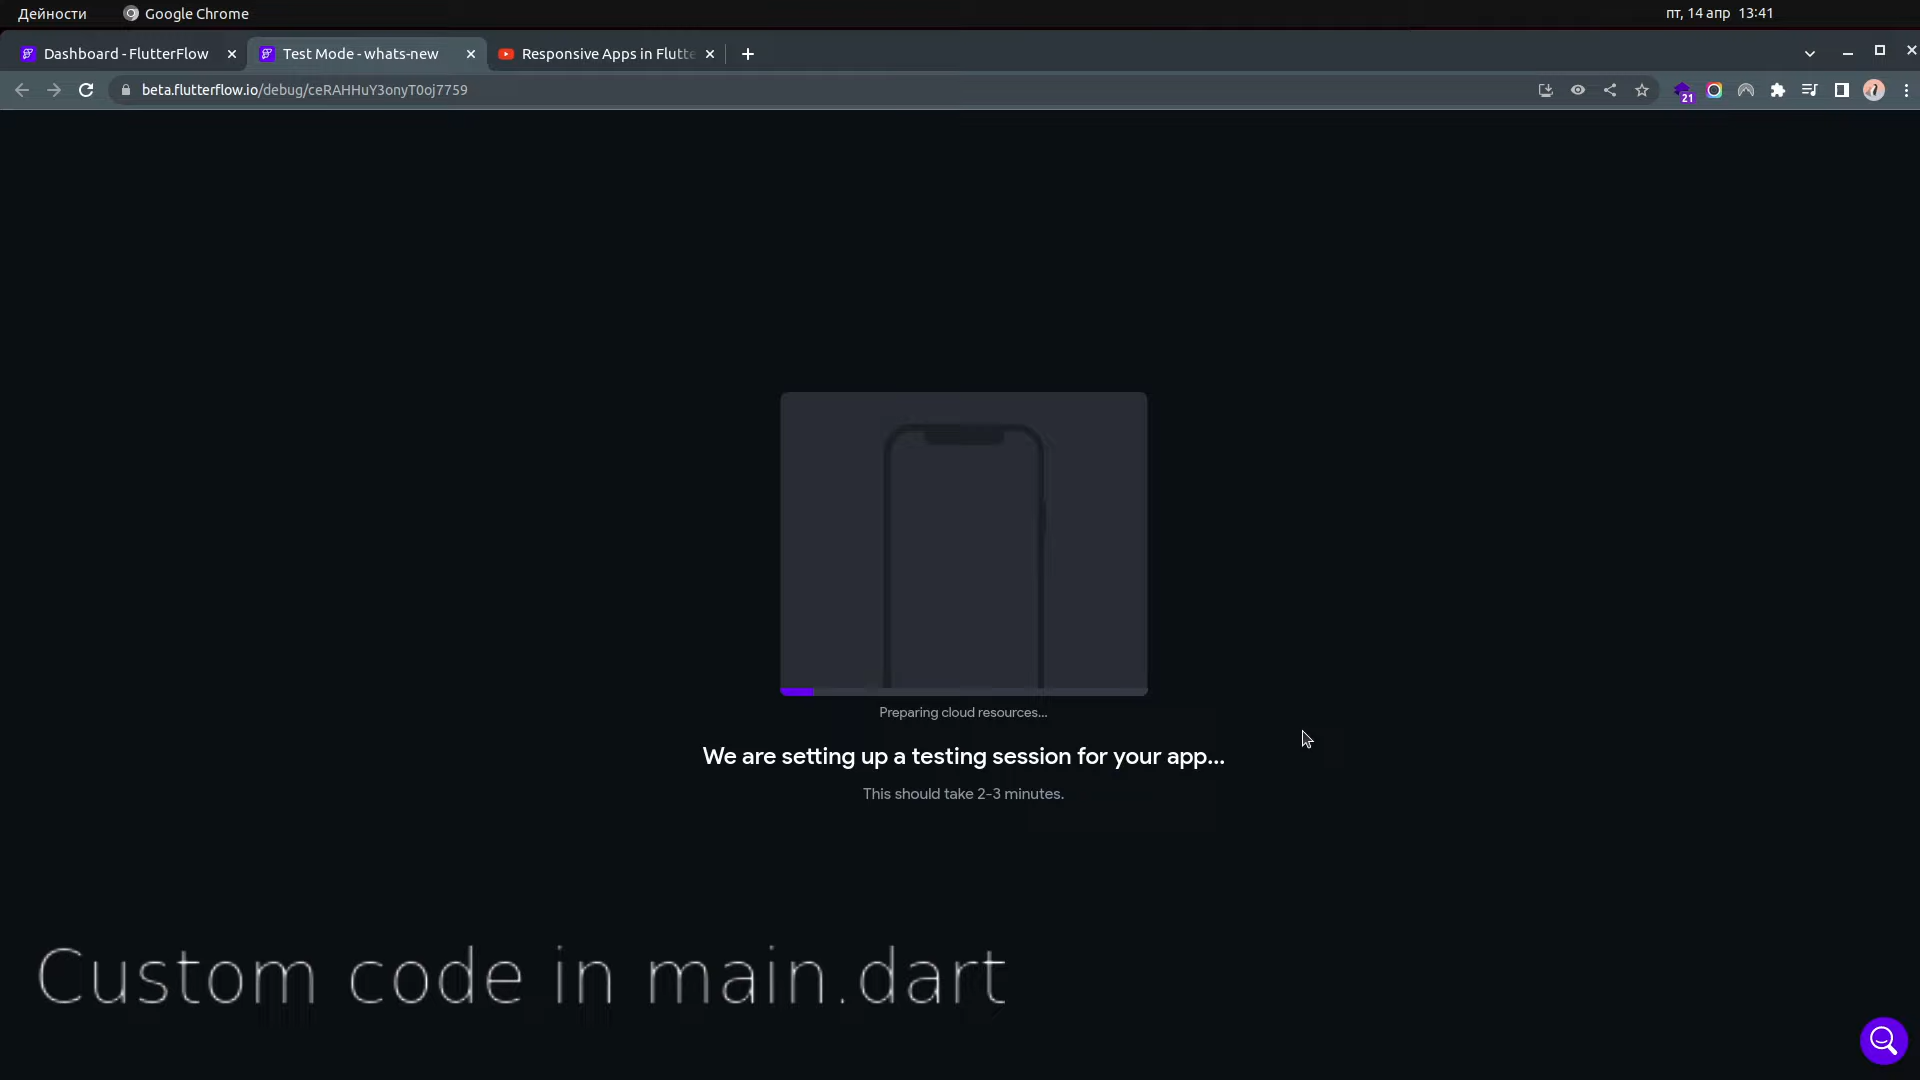 Дейности
Google Chrome
пт, 14 апр 13:41
Dashboard - FlutterFlow
Test Mode - whats-new
Responsive Apps in Flutte
beta.flutterflow.io/debug/ceRAHHuY3onyT0oj7759
21
Preparing cloud resources...
We are setting up a testing session for your app...
This should take 2-3 minutes.
Custom code in main.dart